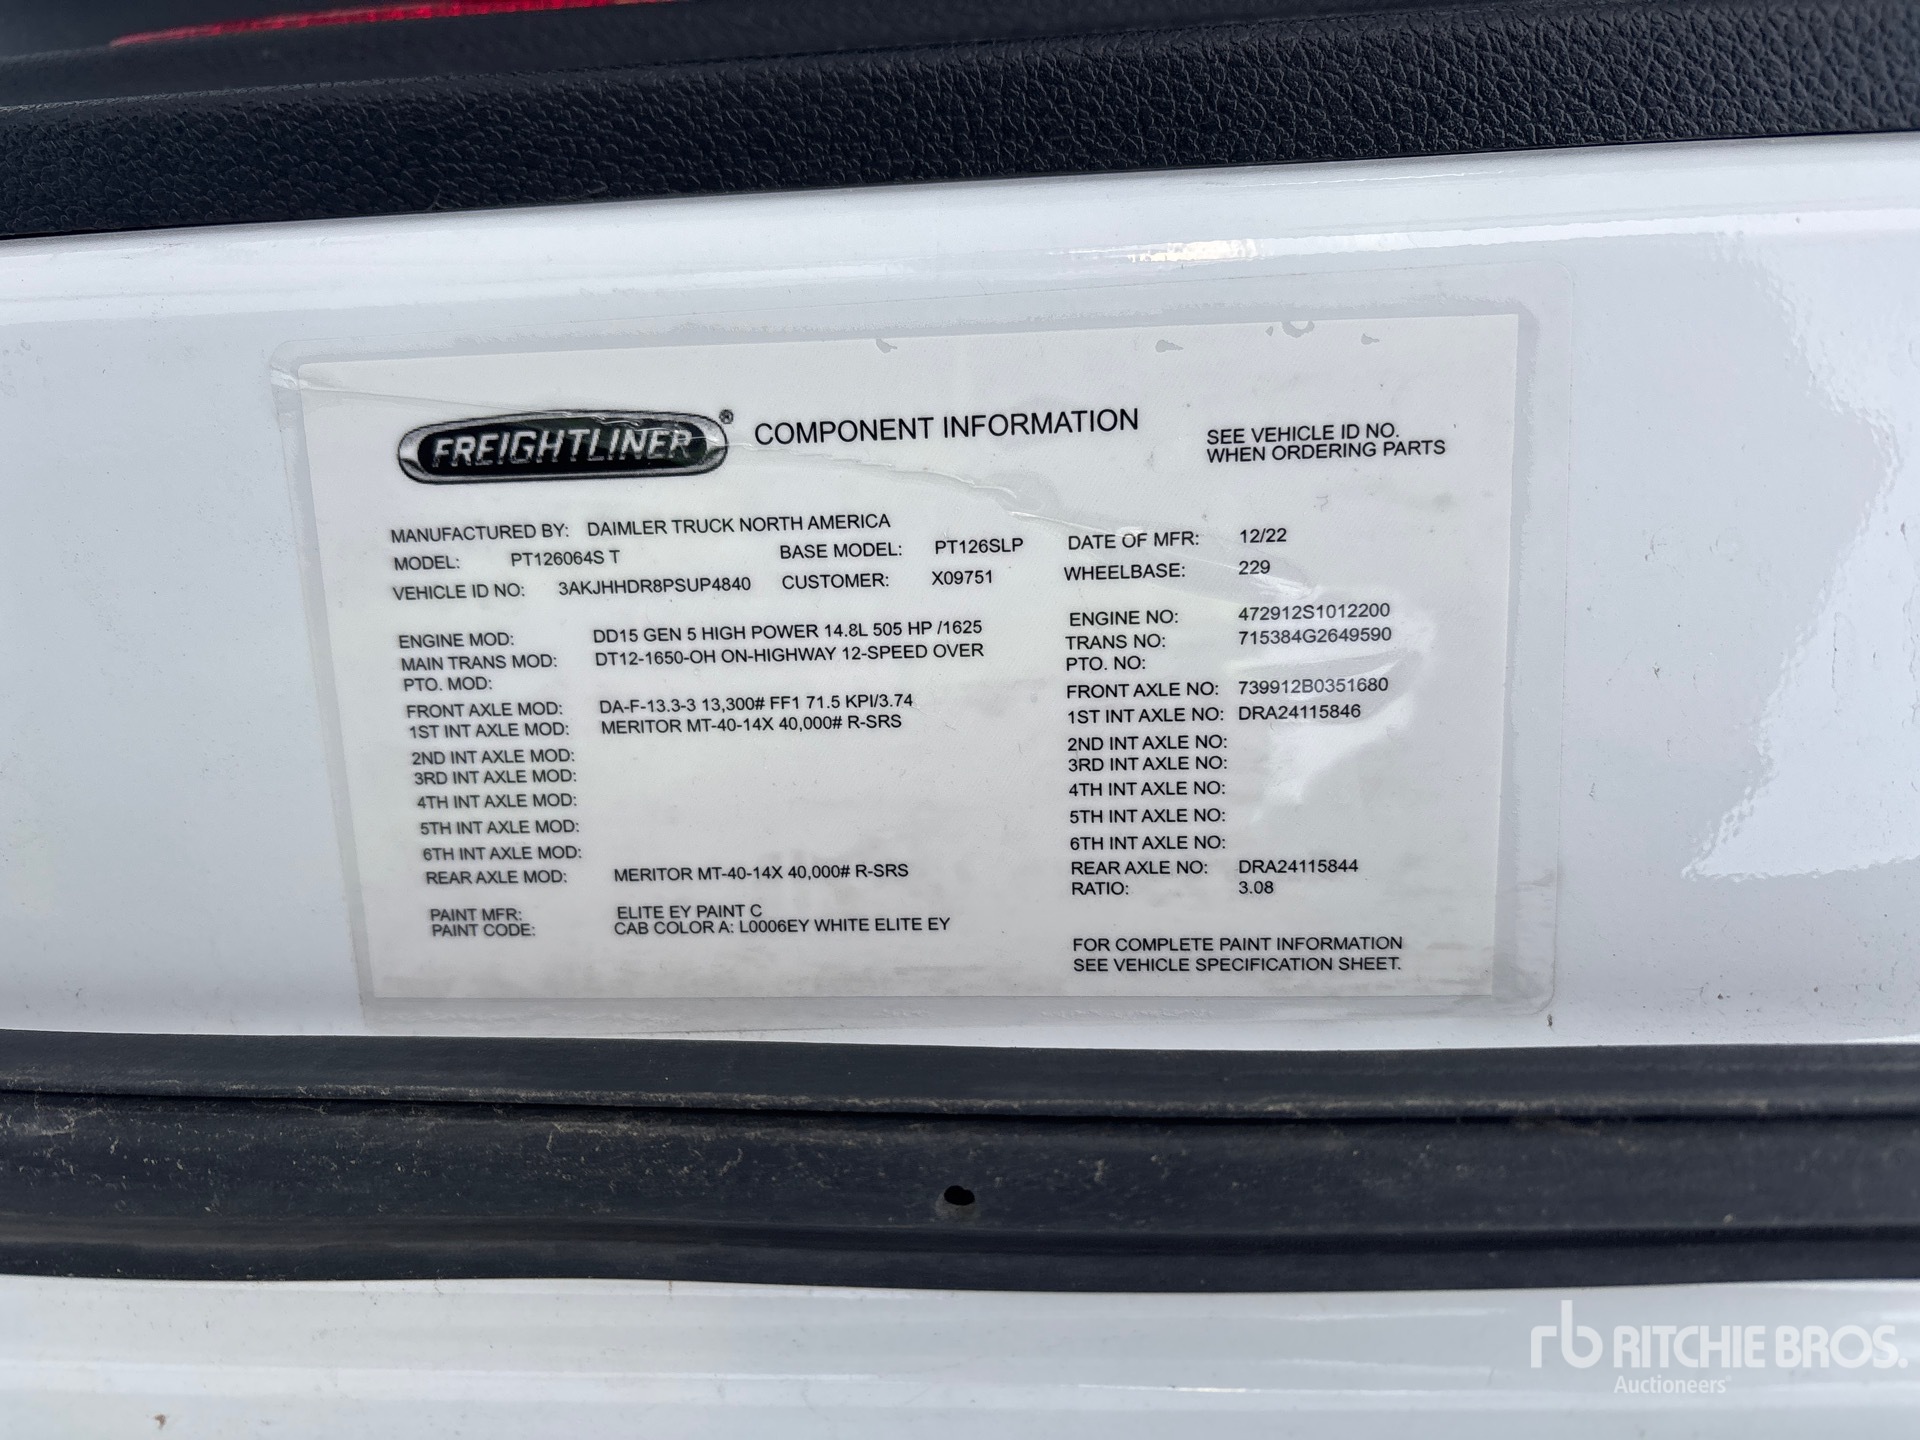 FREIGHTLINER® COMPONENT INFORMATION
SEE VEHICLE ID NO.
WHEN ORDERING PARTS
MANUFACTURED BY: DAIMLER TRUCK NORTH AMERICA
MODEL: PT126064S T BASE MODEL: PT126SLP DATE OF MFR: 12/22
VEHICLE ID NO: 3AKJHHDR8PSUP4840 CUSTOMER: X09751 WHEELBASE: 229
ENGINE MOD: DD15 GEN 5 HIGH POWER 14.8L 505 HP /1625 ENGINE NO: 472912S1012200
MAIN TRANS MOD: DT12-1650-OH ON-HIGHWAY 12-SPEED OVER TRANS NO: 715384G2649590
PTO. MOD: PTO. NO:
FRONT AXLE MOD: DA-F-13.3-3 13,300# FF1 71.5 KPI/3.74 FRONT AXLE NO: 739912B0351680
1ST INT AXLE MOD: MERITOR MT-40-14X 40,000# R-SRS 1ST INT AXLE NO: DRA24115846
2ND INT AXLE MOD: 2ND INT AXLE NO:
3RD INT AXLE MOD: 3RD INT AXLE NO:
4TH INT AXLE MOD: 4TH INT AXLE NO:
5TH INT AXLE MOD: 5TH INT AXLE NO:
6TH INT AXLE MOD: 6TH INT AXLE NO:
REAR AXLE MOD: MERITOR MT-40-14X 40,000# R-SRS REAR AXLE NO: DRA24115844
RATIO: 3.08
PAINT MFR: ELITE EY PAINT C
PAINT CODE: CAB COLOR A: L0006EY WHITE ELITE EY
FOR COMPLETE PAINT INFORMATION
SEE VEHICLE SPECIFICATION SHEET.
rb RITCHIE BROS.
Auctioneers